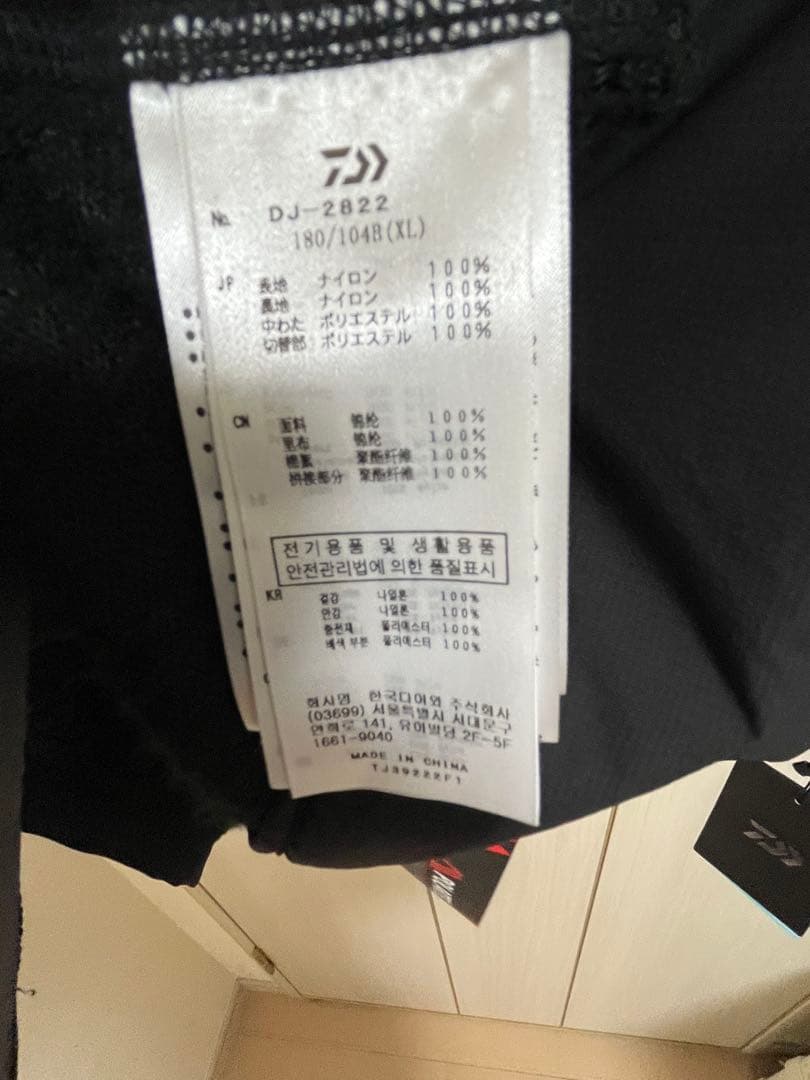 No. DJ-2822
180/104B(XL)
JP 表地 ナイロン 100%
裏地 ナイロン 100%
中わた ポリエステル 100%
切替部 ポリエステル 100%
CN 面料 锦纶 100%
里布 锦纶 100%
棉氨 聚酯纤维 100%
拼接部分 聚酯纤维 100%
전기용품 및 생활용품
안전관리법에 의한 품질표시
KR 겉감 나일론 100%
안감 나일론 100%
충전재 폴리에스터 100%
배색 부분 폴리에스터 100%
회사명 한국다이와 주식회사
(03699) 서울특별시 서대문구
연희로 141, 유아빌딩 2F-5F
1661-9040
MADE IN CHINA
TJ39222F1